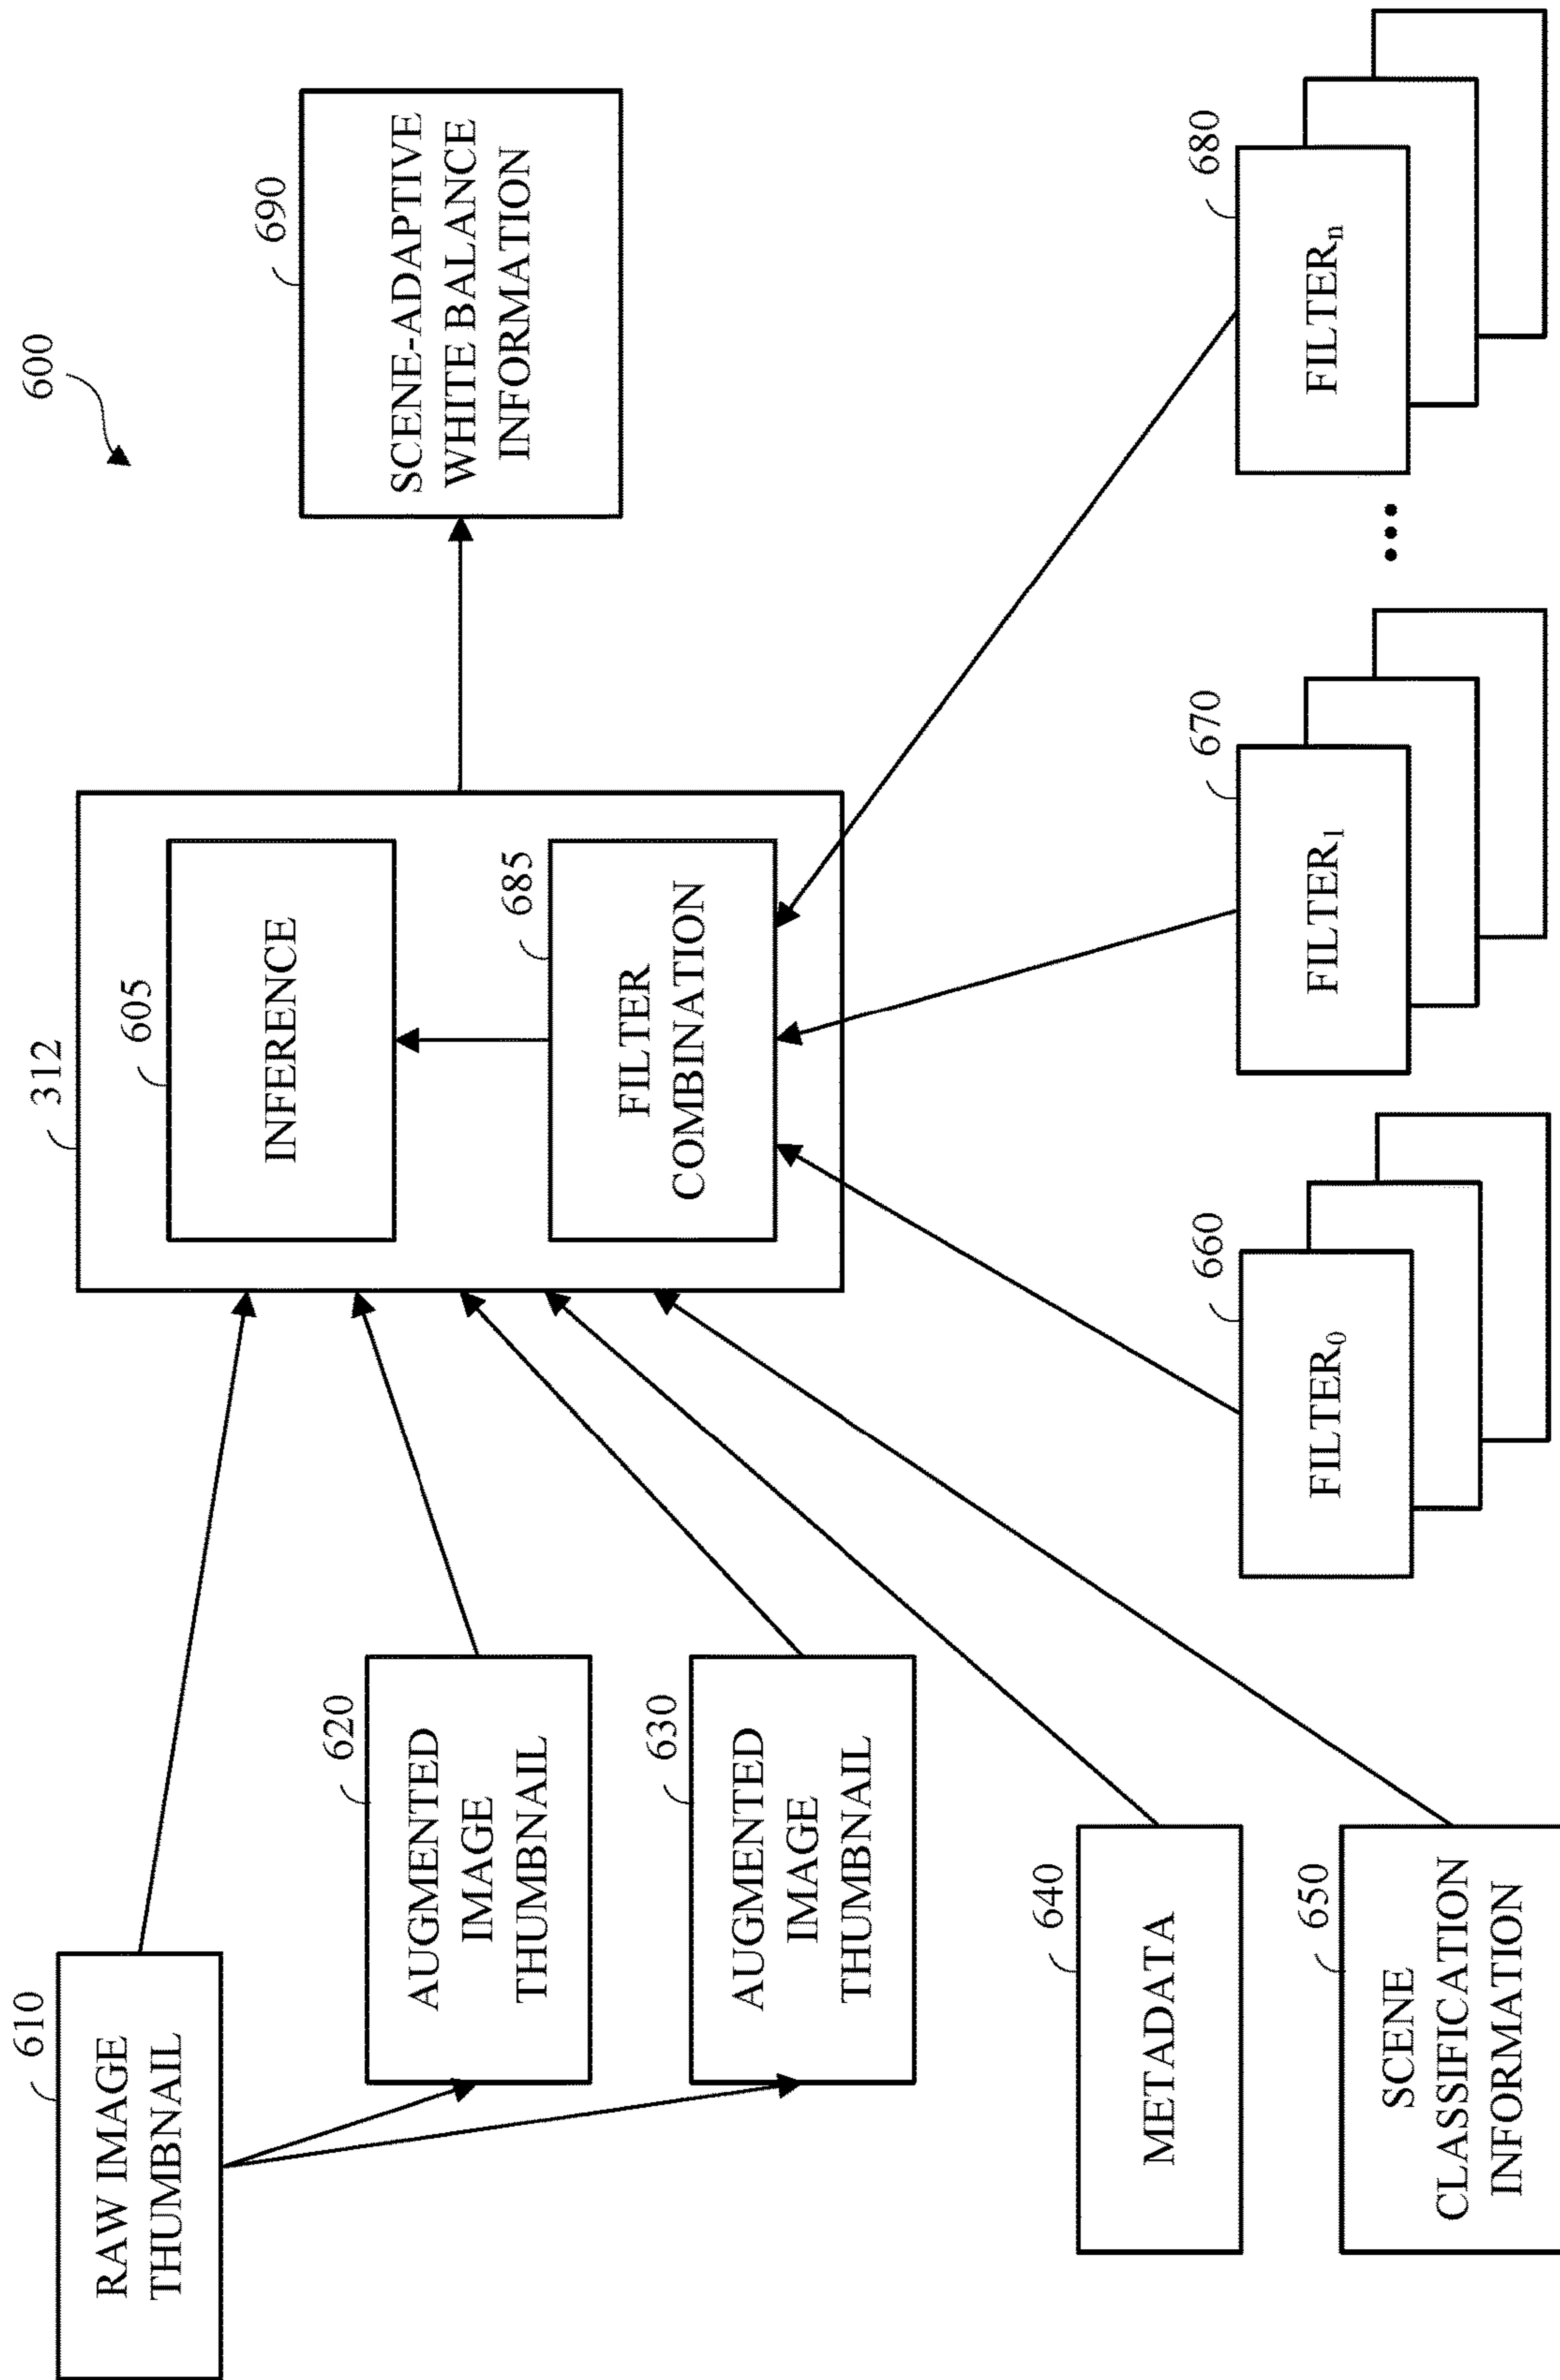 600
610
RAW IMAGE
THUMBNAIL
620
AUGMENTED
IMAGE
THUMBNAIL
630
AUGMENTED
IMAGE
THUMBNAIL
640
METADATA
650
SCENE
CLASSIFICATION
INFORMATION
312
605
INFERENCE
685
FILTER
COMBINATION
690
SCENE-ADAPTIVE
WHITE BALANCE
INFORMATION
660
FILTER₀
670
FILTER₁
•••
680
FILTERₙ